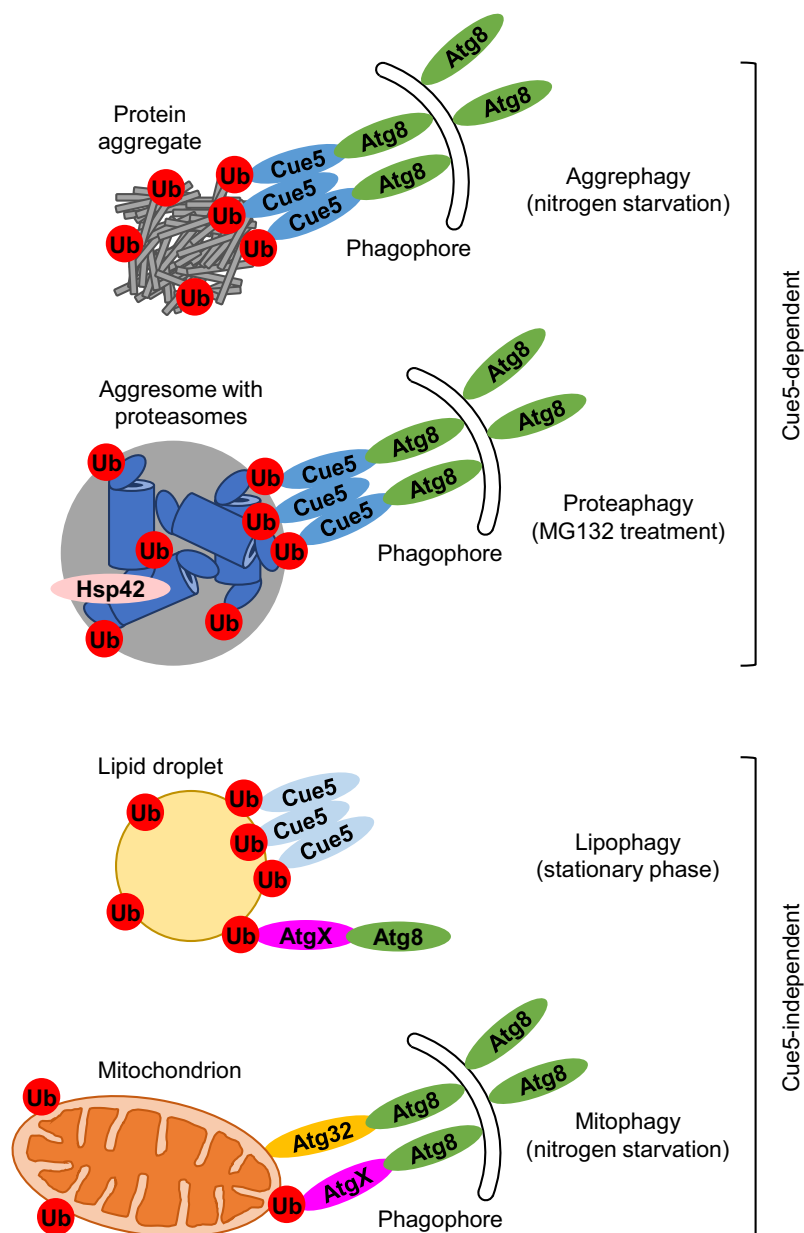 Atg8
Atg8
Protein
aggregate
Ub
Ub
Cue5
Atg8
Cue5
Ub
Cue5
Atg8
Ub
Ub
Ub
Phagophore
Aggrephagy
(nitrogen starvation)
Aggresome with
proteasomes
Atg8
Atg8
Ub
Ub
Cue5
Atg8
Cue5
Ub
Cue5
Atg8
Ub
Ub
Hsp42
Ub
Ub
Phagophore
Proteaphagy
(MG132 treatment)
Cue5-dependent
Lipid droplet
Ub
Ub
Cue5
Cue5
Ub
Cue5
Ub
Ub
Ub
AtgX
Atg8
Lipophagy
(stationary phase)
Mitochondrion
Atg8
Atg8
Ub
Atg32
Atg8
Ub
AtgX
Atg8
Ub
Phagophore
Mitophagy
(nitrogen starvation)
Cue5-independent